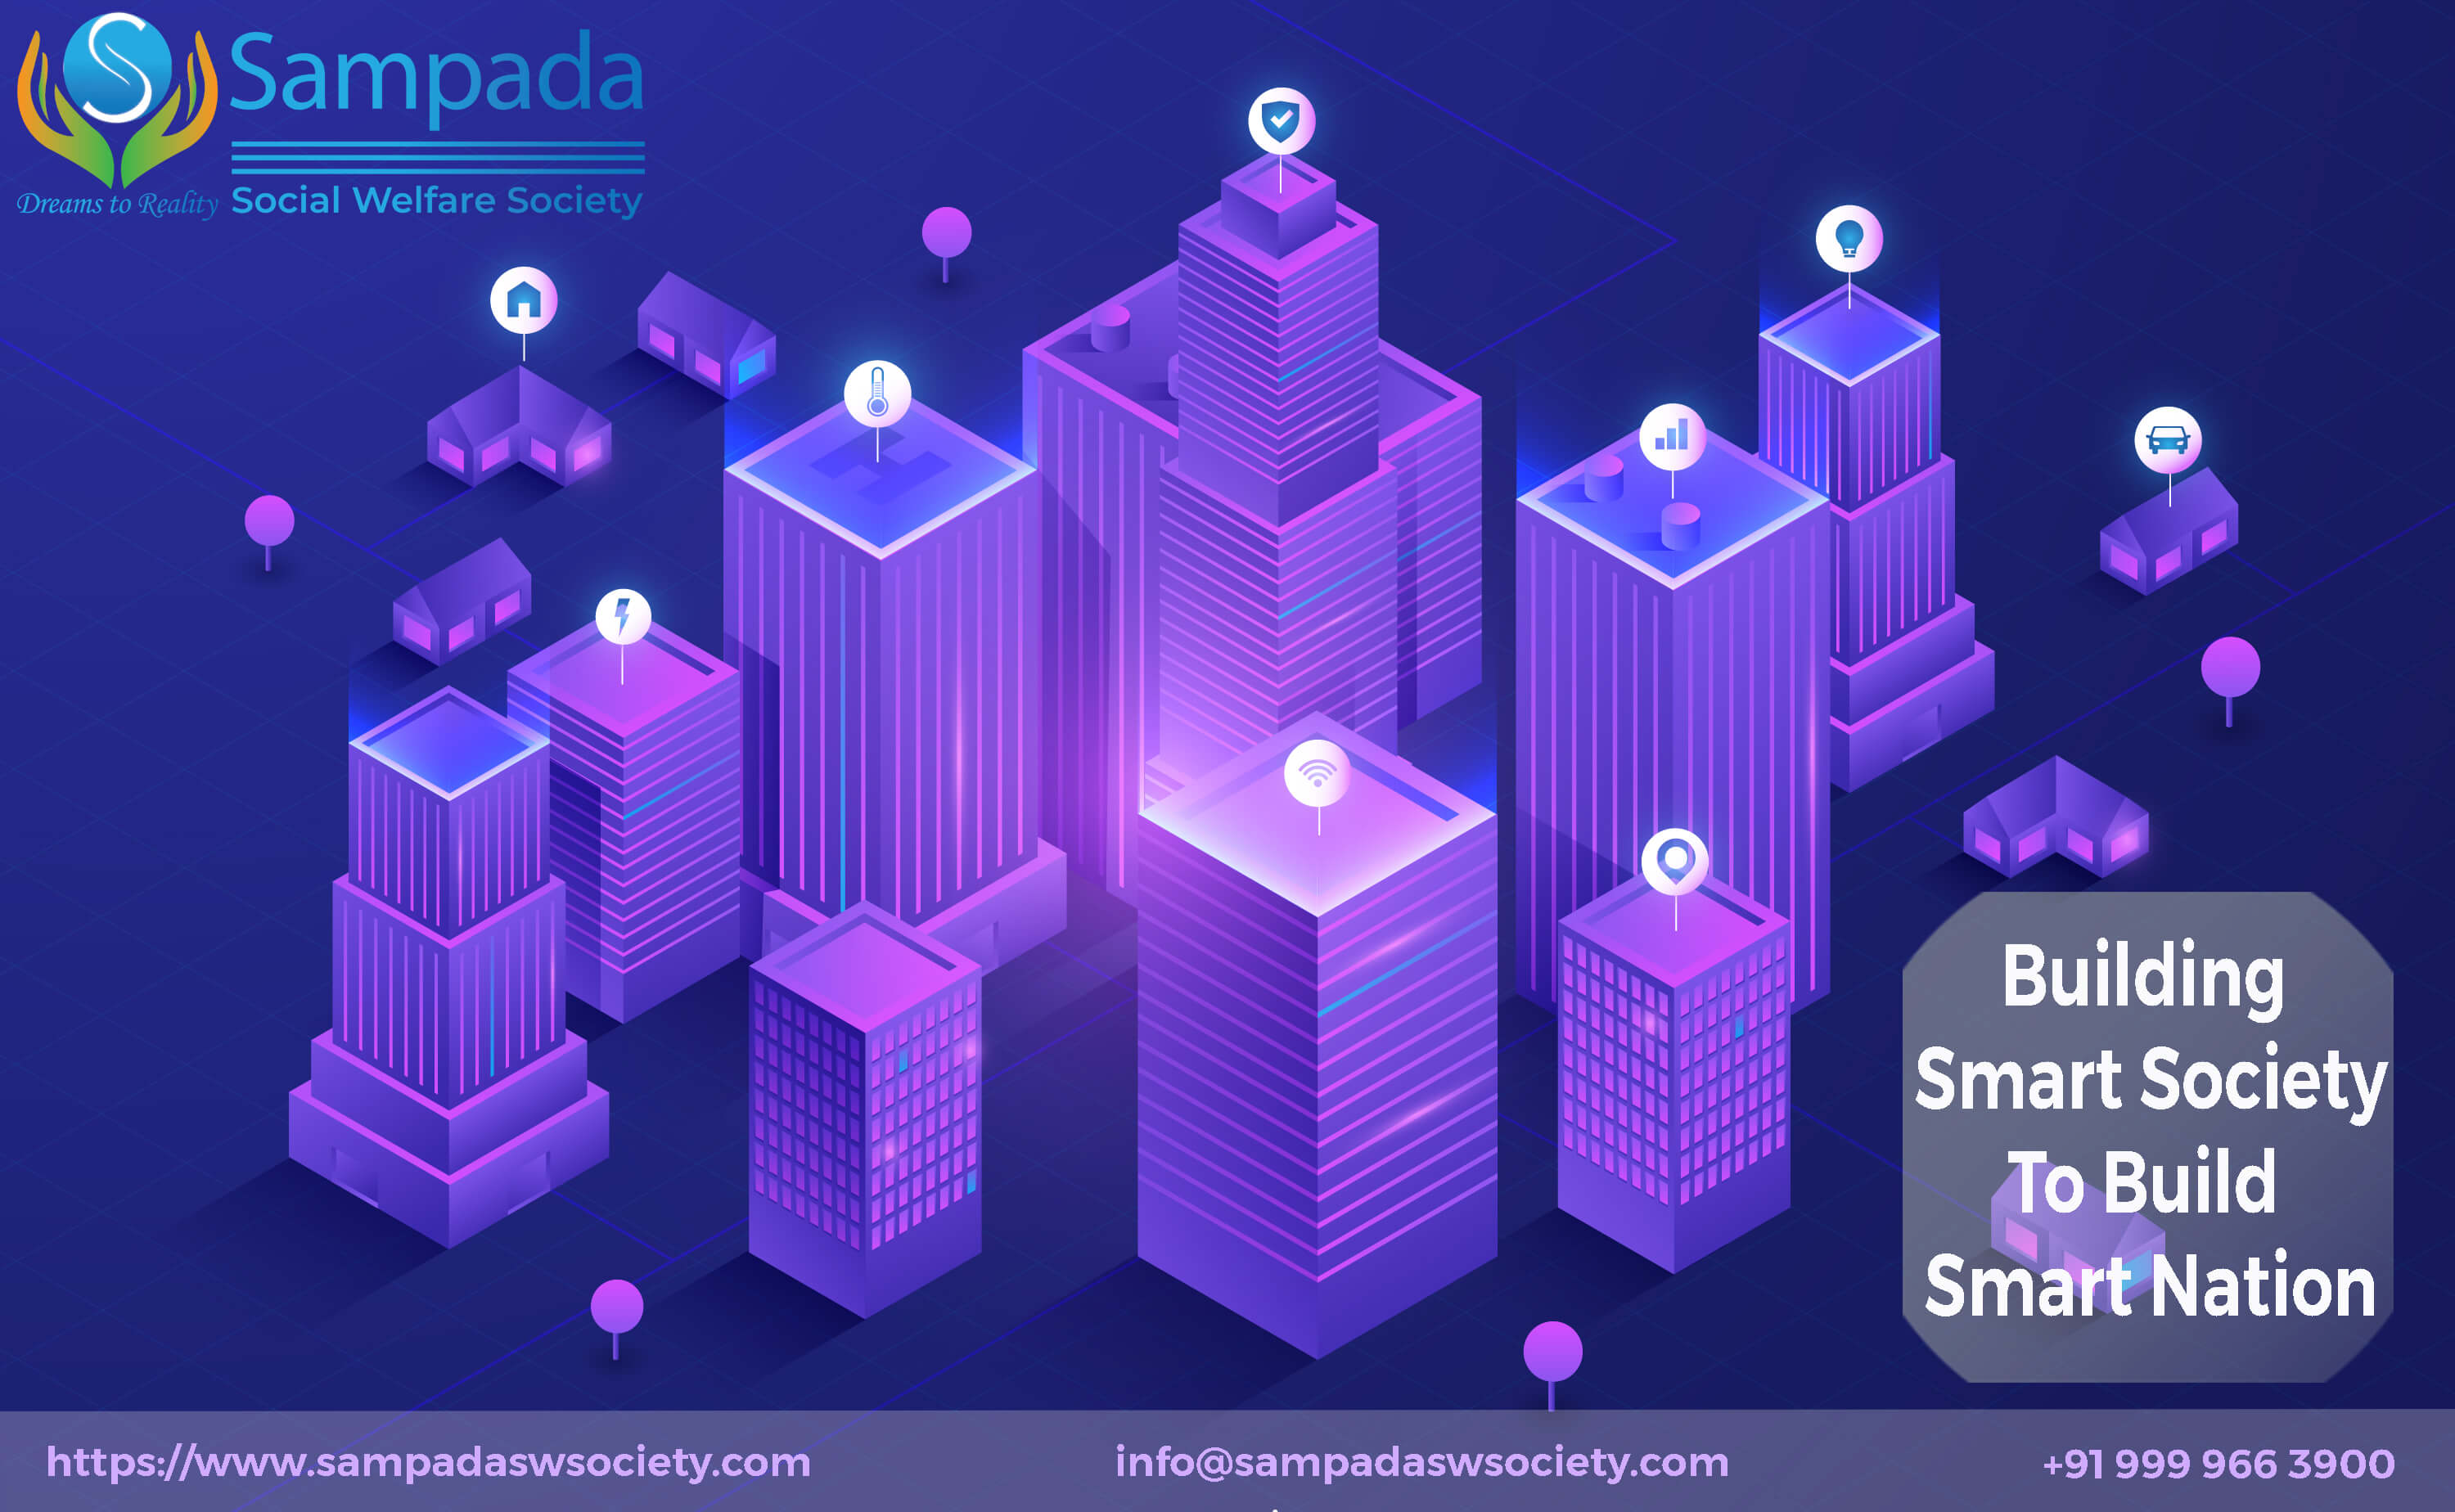 S
Sampada
Dreams to Reality
Social Welfare Society
Building
Smart Society
To Build
Smart Nation
https://www.sampadaswsociety.com
info@sampadaswsociety.com
+91 999 966 3900